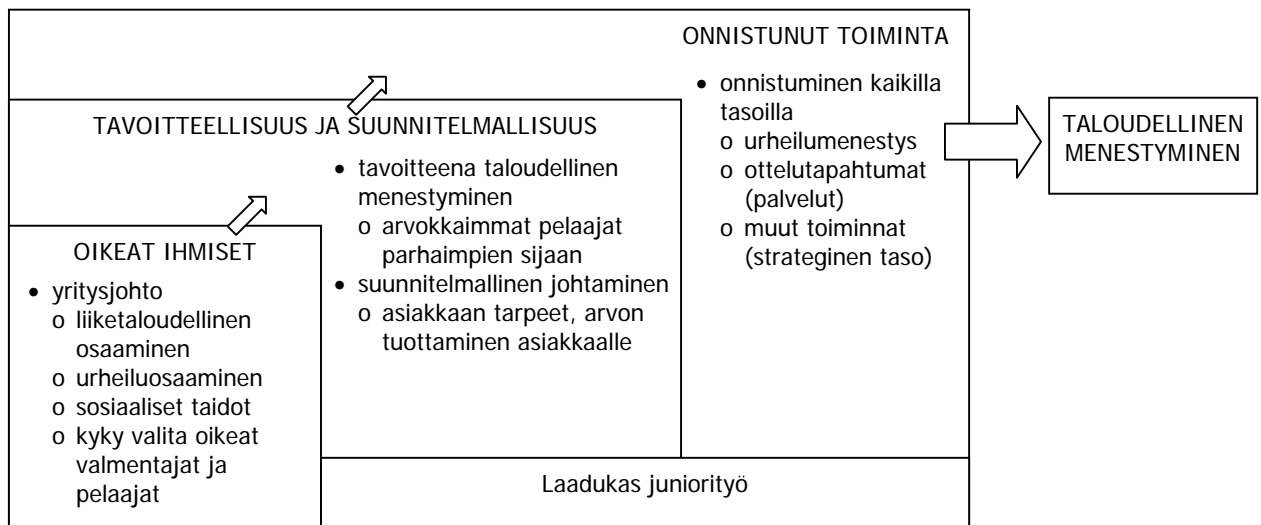 ONNISTUNUT TOIMINTA
• onnistuminen kaikilla
tasoilla
o urheilumenestys
o ottelutapahtumat
(palvelut)
o muut toiminnat
(strateginen taso)
TALOUDELLINEN
MENESTYMINEN
TAVOITTEELLISUUS JA SUUNNITELMALLISUUS
• tavoitteena taloudellinen
menestyminen
o arvokkaimmat pelaajat
parhaimpien sijaan
• suunnitelmallinen johtaminen
o asiakkaan tarpeet, arvon
tuottaminen asiakkaalle
OIKEAT IHMISET
• yritysjohto
o liiketaloudellinen
osaaminen
o urheiluosaaminen
o sosiaaliset taidot
o kyky valita oikeat
valmentajat ja
pelaajat
Laadukas juniorityö